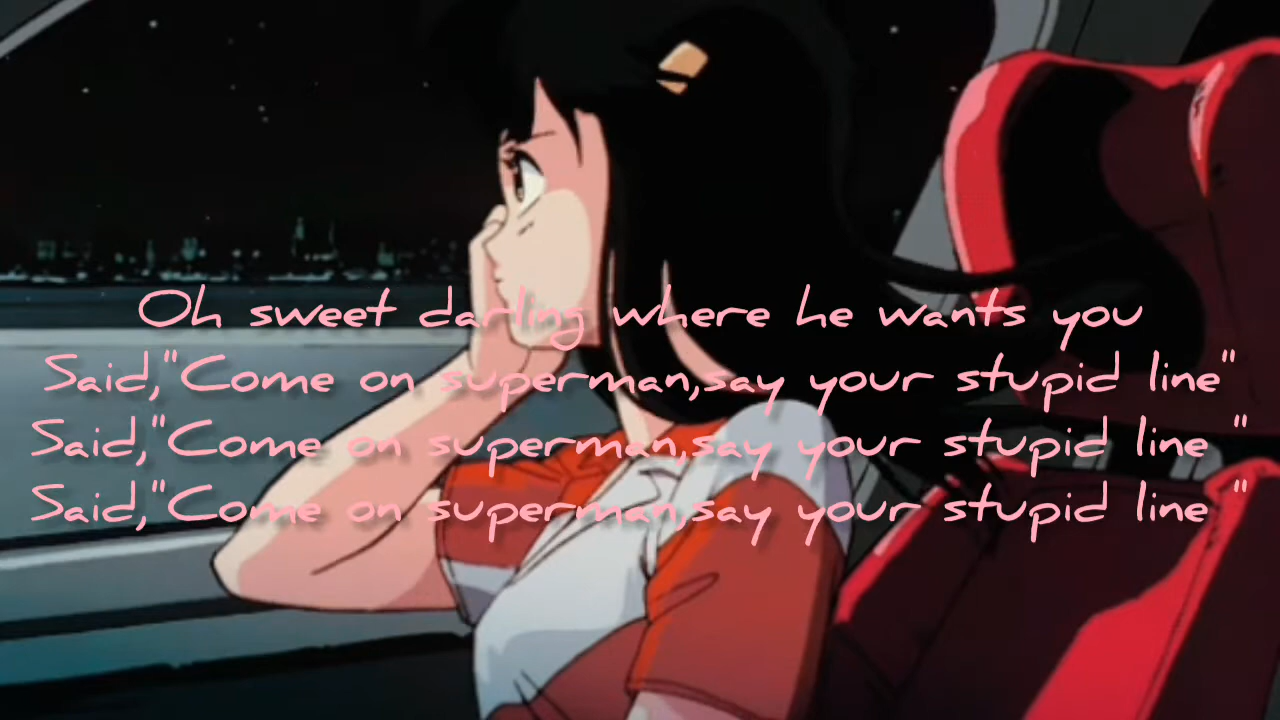 Oh sweet darling where he wants you
Said,"Come on superman,say your stupid line"
Said,"Come on superman,say your stupid line "
Said,"Come on superman,say your stupid line "